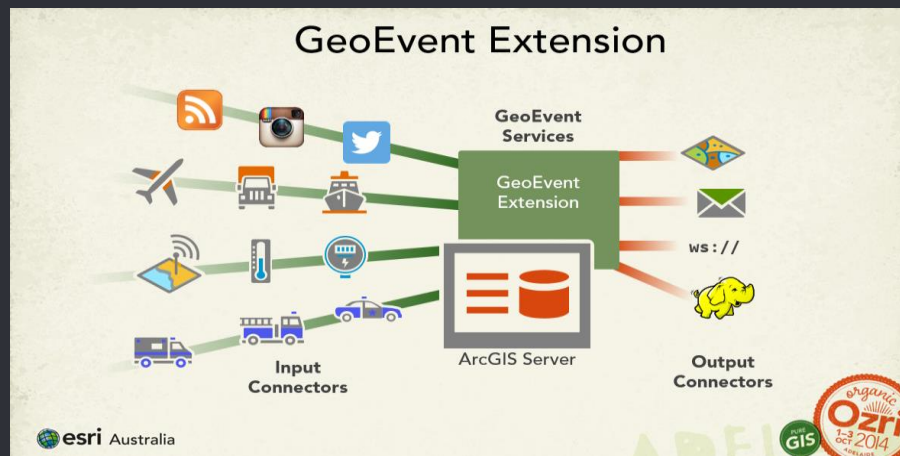 GeoEvent Extension
GeoEvent
Services
GeoEvent
Extension
ws://
ArcGIS Server
Input
Connectors
Output
Connectors
esri Australia
PURE
GIS
organic
Ozri
1-3
OCT 2014
ADELAIDE